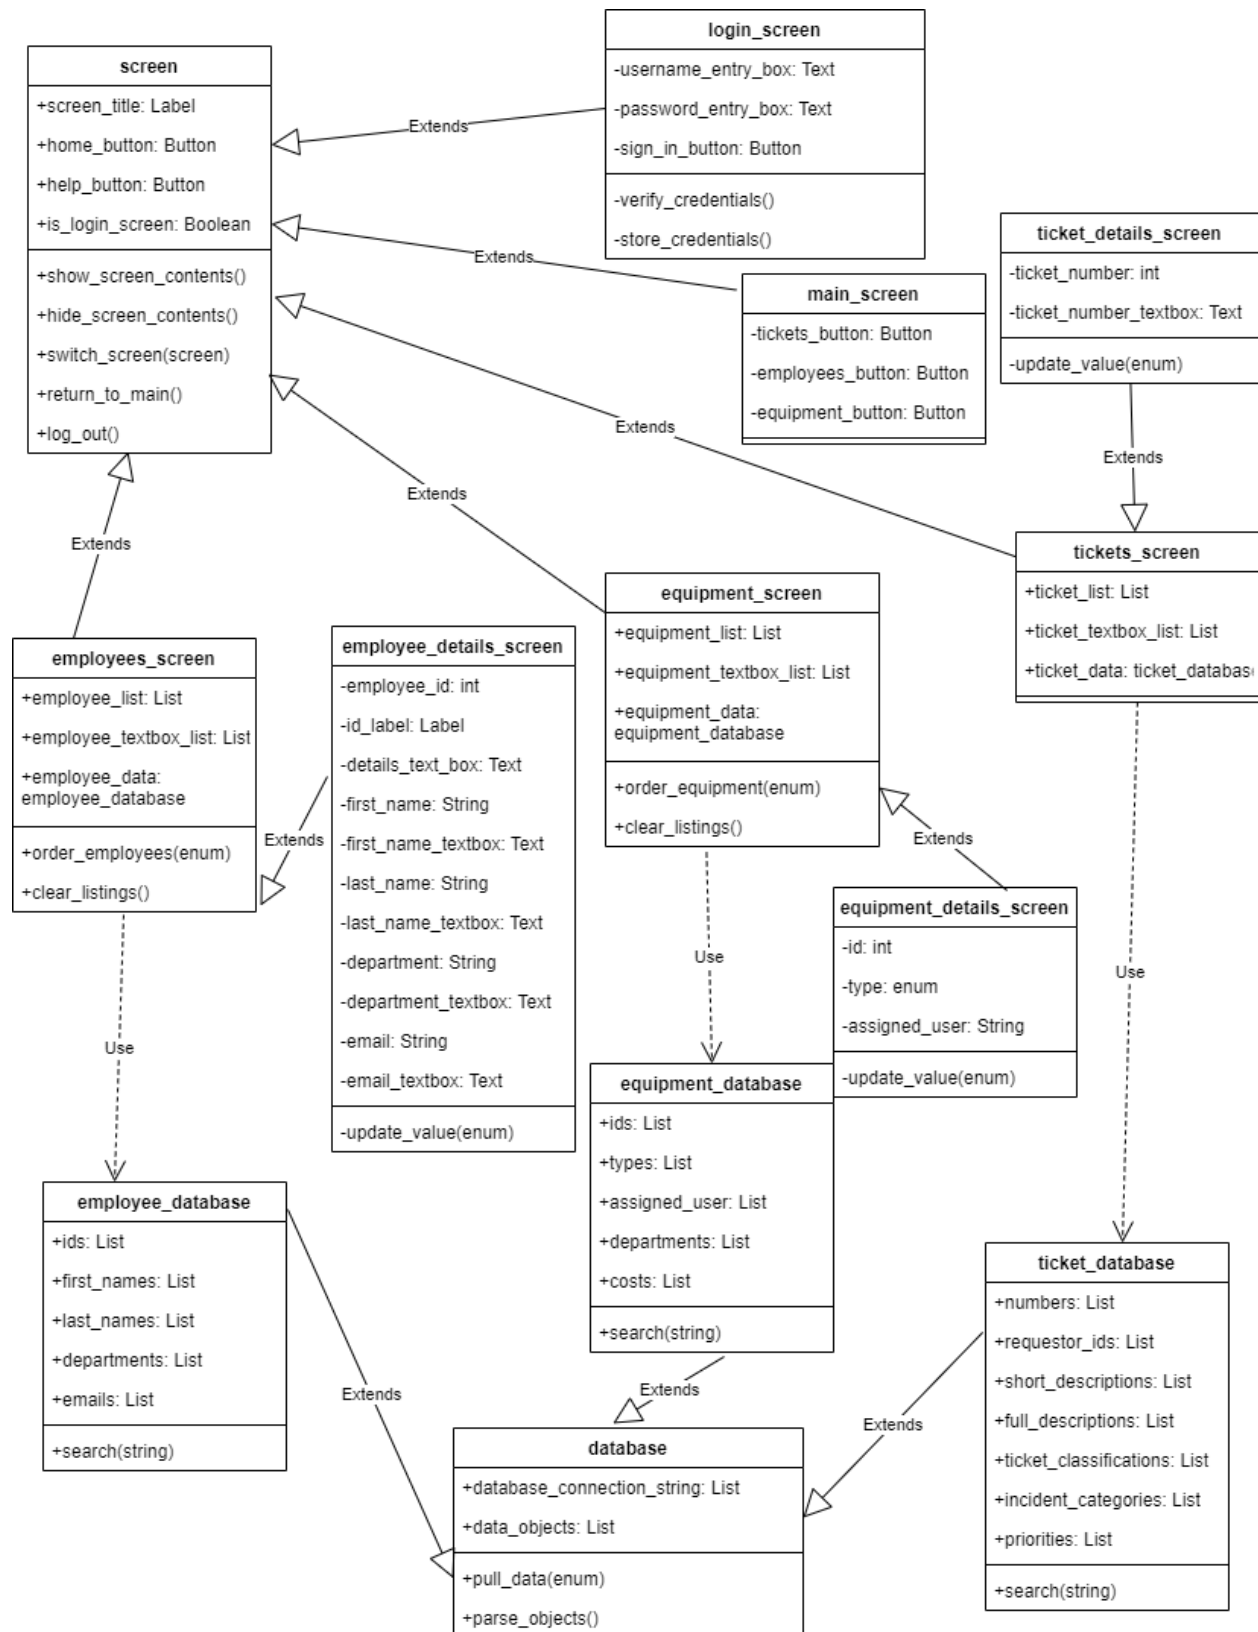 login_screen
-username_entry_box: Text
-password_entry_box: Text
-sign_in_button: Button
-verify_credentials()
-store_credentials()
screen
+screen_title: Label
+home_button: Button
+help_button: Button
+is_login_screen: Boolean
+show_screen_contents()
+hide_screen_contents()
+switch_screen(screen)
+return_to_main()
+log_out()
Extends
Extends
Extends
Extends
Extends
main_screen
-tickets_button: Button
-employees_button: Button
-equipment_button: Button
ticket_details_screen
-ticket_number: int
-ticket_number_textbox: Text
-update_value(enum)
Extends
tickets_screen
+ticket_list: List
+ticket_textbox_list: List
+ticket_data: ticket_databas
employees_screen
+employee_list: List
+employee_textbox_list: List
+employee_data:
employee_database
+order_employees(enum)
+clear_listings()
Extends
employee_details_screen
-employee_id: int
-id_label: Label
-details_text_box: Text
-first_name: String
-first_name_textbox: Text
-last_name: String
-last_name_textbox: Text
-department: String
-department_textbox: Text
-email: String
-email_textbox: Text
-update_value(enum)
equipment_screen
+equipment_list: List
+equipment_textbox_list: List
+equipment_data:
equipment_database
+order_equipment(enum)
+clear_listings()
Extends
equipment_details_screen
-id: int
-type: enum
-assigned_user: String
-update_value(enum)
Use
Use
Use
equipment_database
+ids: List
+types: List
+assigned_user: List
+departments: List
+costs: List
+search(string)
employee_database
+ids: List
+first_names: List
+last_names: List
+departments: List
+emails: List
+search(string)
ticket_database
+numbers: List
+requestor_ids: List
+short_descriptions: List
+full_descriptions: List
+ticket_classifications: List
+incident_categories: List
+priorities: List
+search(string)
Extends
Extends
Extends
database
+database_connection_string: List
+data_objects: List
+pull_data(enum)
+parse_objects()